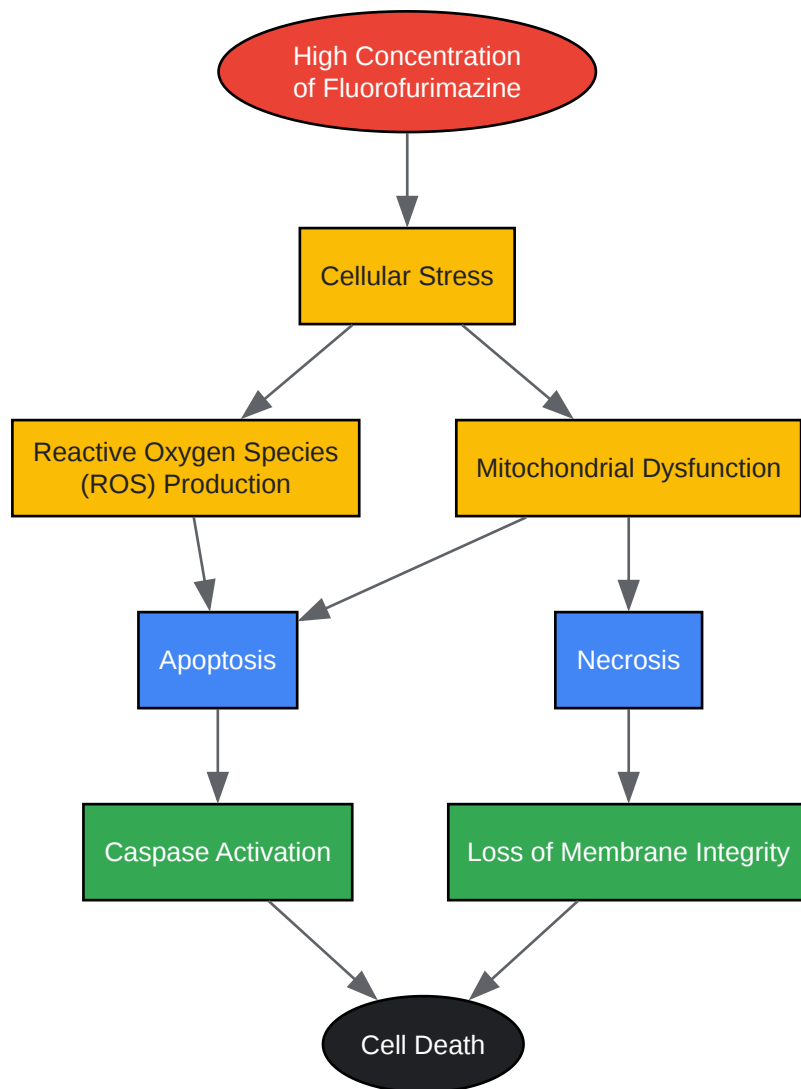 High Concentration
of Fluorofurimazine
Cellular Stress
Reactive Oxygen Species
(ROS) Production
Mitochondrial Dysfunction
Apoptosis
Necrosis
Caspase Activation
Loss of Membrane Integrity
Cell Death